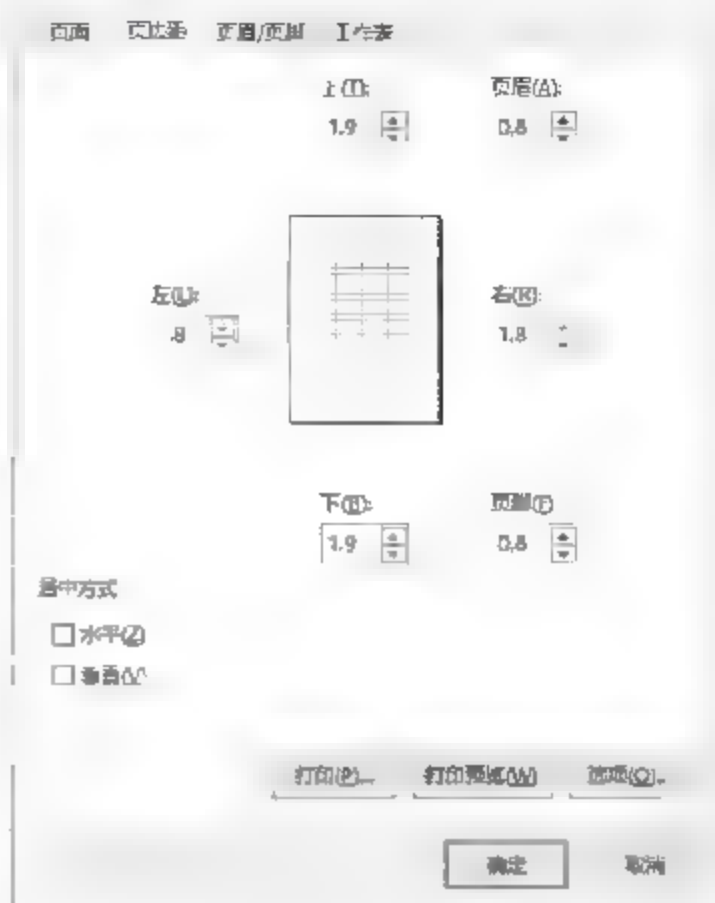 页面 页边距 页眉/页脚 工作表
上(T): 页眉(A):
1.9 0.8
左(L): 右(R):
.8 1.8
下(B): 页脚(F)
1.9 0.8
居中方式
水平(Z)
垂直(V)
打印(P)... 打印预览(W) 选项(O)..
确定 取消